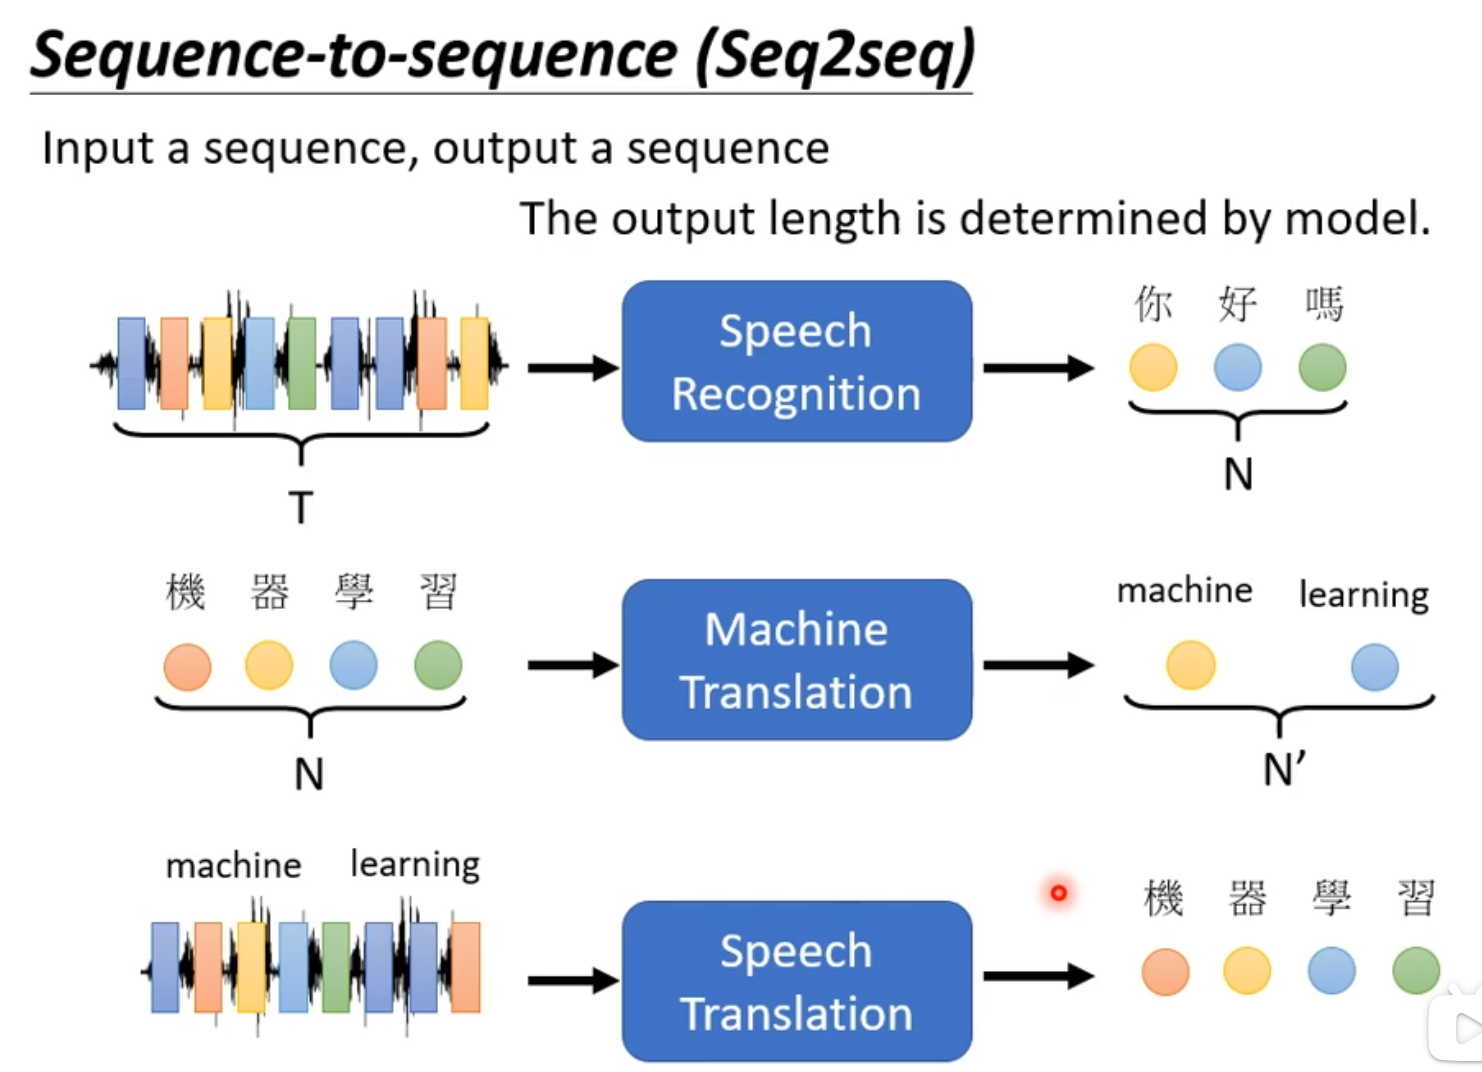 Sequence-to-sequence (Seq2seq)
Input a sequence, output a sequence
The output length is determined by model.
T
Speech
Recognition
你 好 嗎
N
機 器 學 習
N
Machine
Translation
machine learning
N’
machine learning
Speech
Translation
機 器 學 習